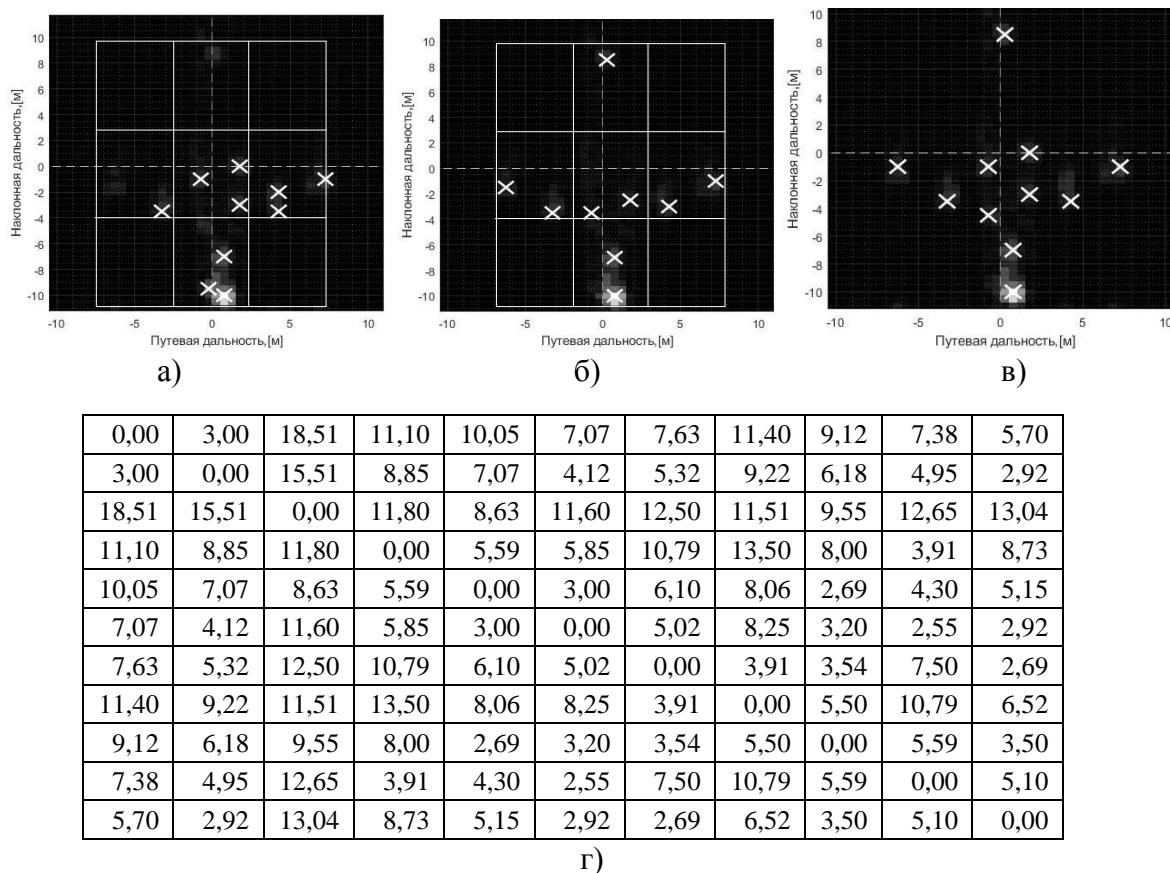 10
8
6
4
2
0
-2
-4
-6
-8
-10
Наклонная дальность,[м]
-10 -5 0 5 10
Путевая дальность,[м]
а)
10
8
6
4
2
0
-2
-4
-6
-8
-10
Наклонная дальность,[м]
-10 -5 0 5 10
Путевая дальность,[м]
б)
10
8
6
4
2
0
-2
-4
-6
-8
-10
Наклонная дальность,[м]
-10 -5 0 5 10
Путевая дальность,[м]
в)
0,00 3,00 18,51 11,10 10,05 7,07 7,63 11,40 9,12 7,38 5,70
3,00 0,00 15,51 8,85 7,07 4,12 5,32 9,22 6,18 4,95 2,92
18,51 15,51 0,00 11,80 8,63 11,60 12,50 11,51 9,55 12,65 13,04
11,10 8,85 11,80 0,00 5,59 5,85 10,79 13,50 8,00 3,91 8,73
10,05 7,07 8,63 5,59 0,00 3,00 6,10 8,06 2,69 4,30 5,15
7,07 4,12 11,60 5,85 3,00 0,00 5,02 8,25 3,20 2,55 2,92
7,63 5,32 12,50 10,79 6,10 5,02 0,00 3,91 3,54 7,50 2,69
11,40 9,22 11,51 13,50 8,06 8,25 3,91 0,00 5,50 10,79 6,52
9,12 6,18 9,55 8,00 2,69 3,20 3,54 5,50 0,00 5,59 3,50
7,38 4,95 12,65 3,91 4,30 2,55 7,50 10,79 5,59 0,00 5,10
5,70 2,92 13,04 8,73 5,15 2,92 2,69 6,52 3,50 5,10 0,00
г)